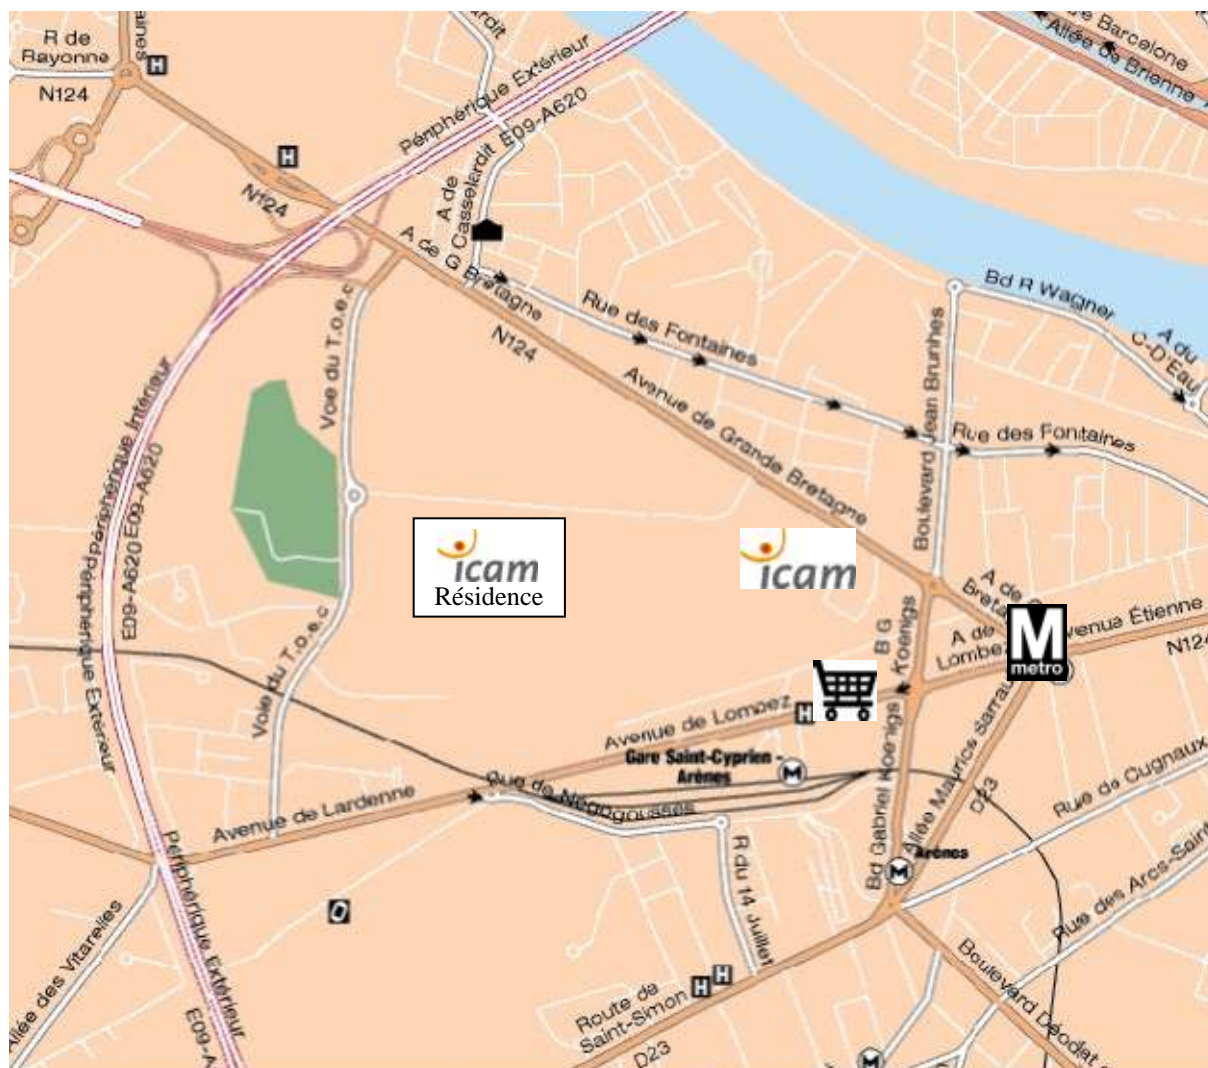 R de
Rayonne
N124
aines
ardit
Périphérique Extérieur
E09-A620
Barcelone
Allée de Brienne
N124
A de
Casselardit
A de G Bretagne
N124
Rue des Fontaines
Bd R Wagner
A du
C-D'Eau
Voie du T.o.e.c
Avenue de Grande Bretagne
Boulevard Jean Brunhes
Rue des Fontaines
Périphérique Intérieur
E09-A620
E09-A620
Périphérique Extérieur
icam
Résidence
icam
Voie du T.o.e.c
B G
Koenigs
A de
A de
Lombez
M
metro
Étienne
N124
Avenue de Lombez
H
Gare Saint-Cyprien -
Arènes
M
Rue de Négogousses
Avenue de Lardenne
Bd Gabriel Koenigs
Allée Maurice Sarrau
D23
Rue de Cugnaux
M
Arènes
R du 14 Juillet
Rue des Arcs-Saint
Périphérique Extérieur
Allée des Vitarelles
E09-A
Route de
Saint-Simon
H
H
D23
Boulevard Déodat
M